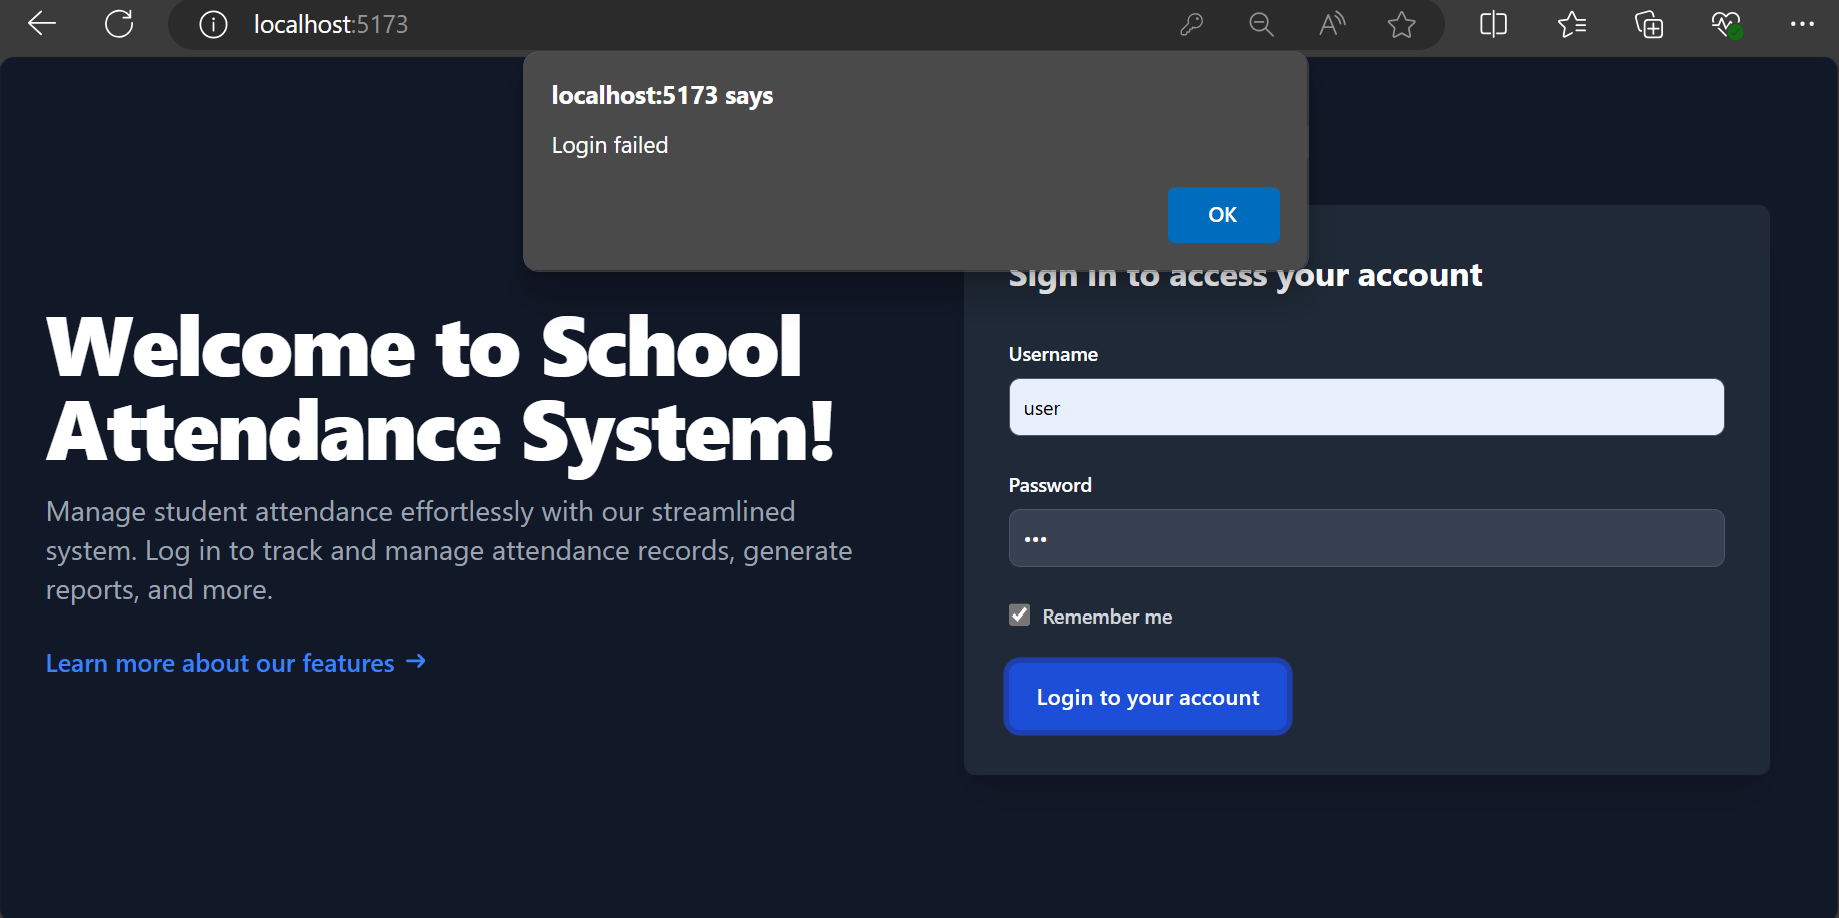 localhost:5173
localhost:5173 says
Login failed
OK
Welcome to School
Attendance System!
Manage student attendance effortlessly with our streamlined
system. Log in to track and manage attendance records, generate
reports, and more.
Learn more about our features →
Sign in to access your account
Username
user
Password
•••
Remember me
Login to your account